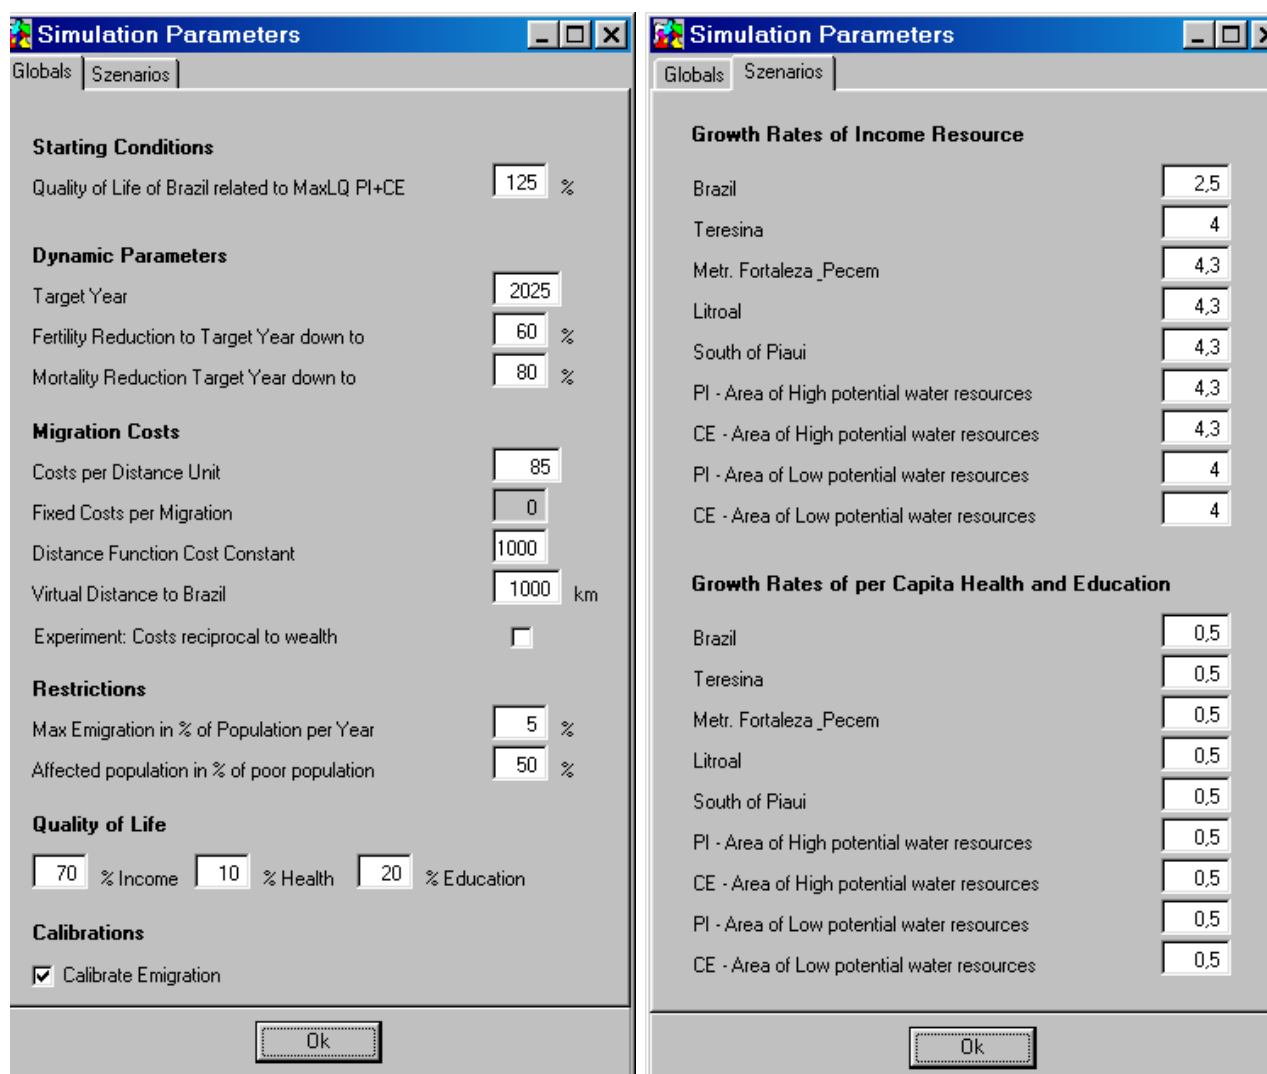 Simulation Parameters
Globals Szenarios
Starting Conditions
Quality of Life of Brazil related to MaxLQ PI+CE 125 %
Dynamic Parameters
Target Year 2025
Fertility Reduction to Target Year down to 60 %
Mortality Reduction Target Year down to 80 %
Migration Costs
Costs per Distance Unit 85
Fixed Costs per Migration 0
Distance Function Cost Constant 1000
Virtual Distance to Brazil 1000 km
Experiment: Costs reciprocal to wealth
Restrictions
Max Emigration in % of Population per Year 5 %
Affected population in % of poor population 50 %
Quality of Life
70 % Income 10 % Health 20 % Education
Calibrations
Calibrate Emigration
Ok
Simulation Parameters
Globals Szenarios
Growth Rates of Income Resource
Brazil 2,5
Teresina 4
Metr. Fortaleza_Pecem 4,3
Litroal 4,3
South of Piaui 4,3
PI - Area of High potential water resources 4,3
CE - Area of High potential water resources 4,3
PI - Area of Low potential water resources 4
CE - Area of Low potential water resources 4
Growth Rates of per Capita Health and Education
Brazil 0,5
Teresina 0,5
Metr. Fortaleza_Pecem 0,5
Litroal 0,5
South of Piaui 0,5
PI - Area of High potential water resources 0,5
CE - Area of High potential water resources 0,5
PI - Area of Low potential water resources 0,5
CE - Area of Low potential water resources 0,5
Ok